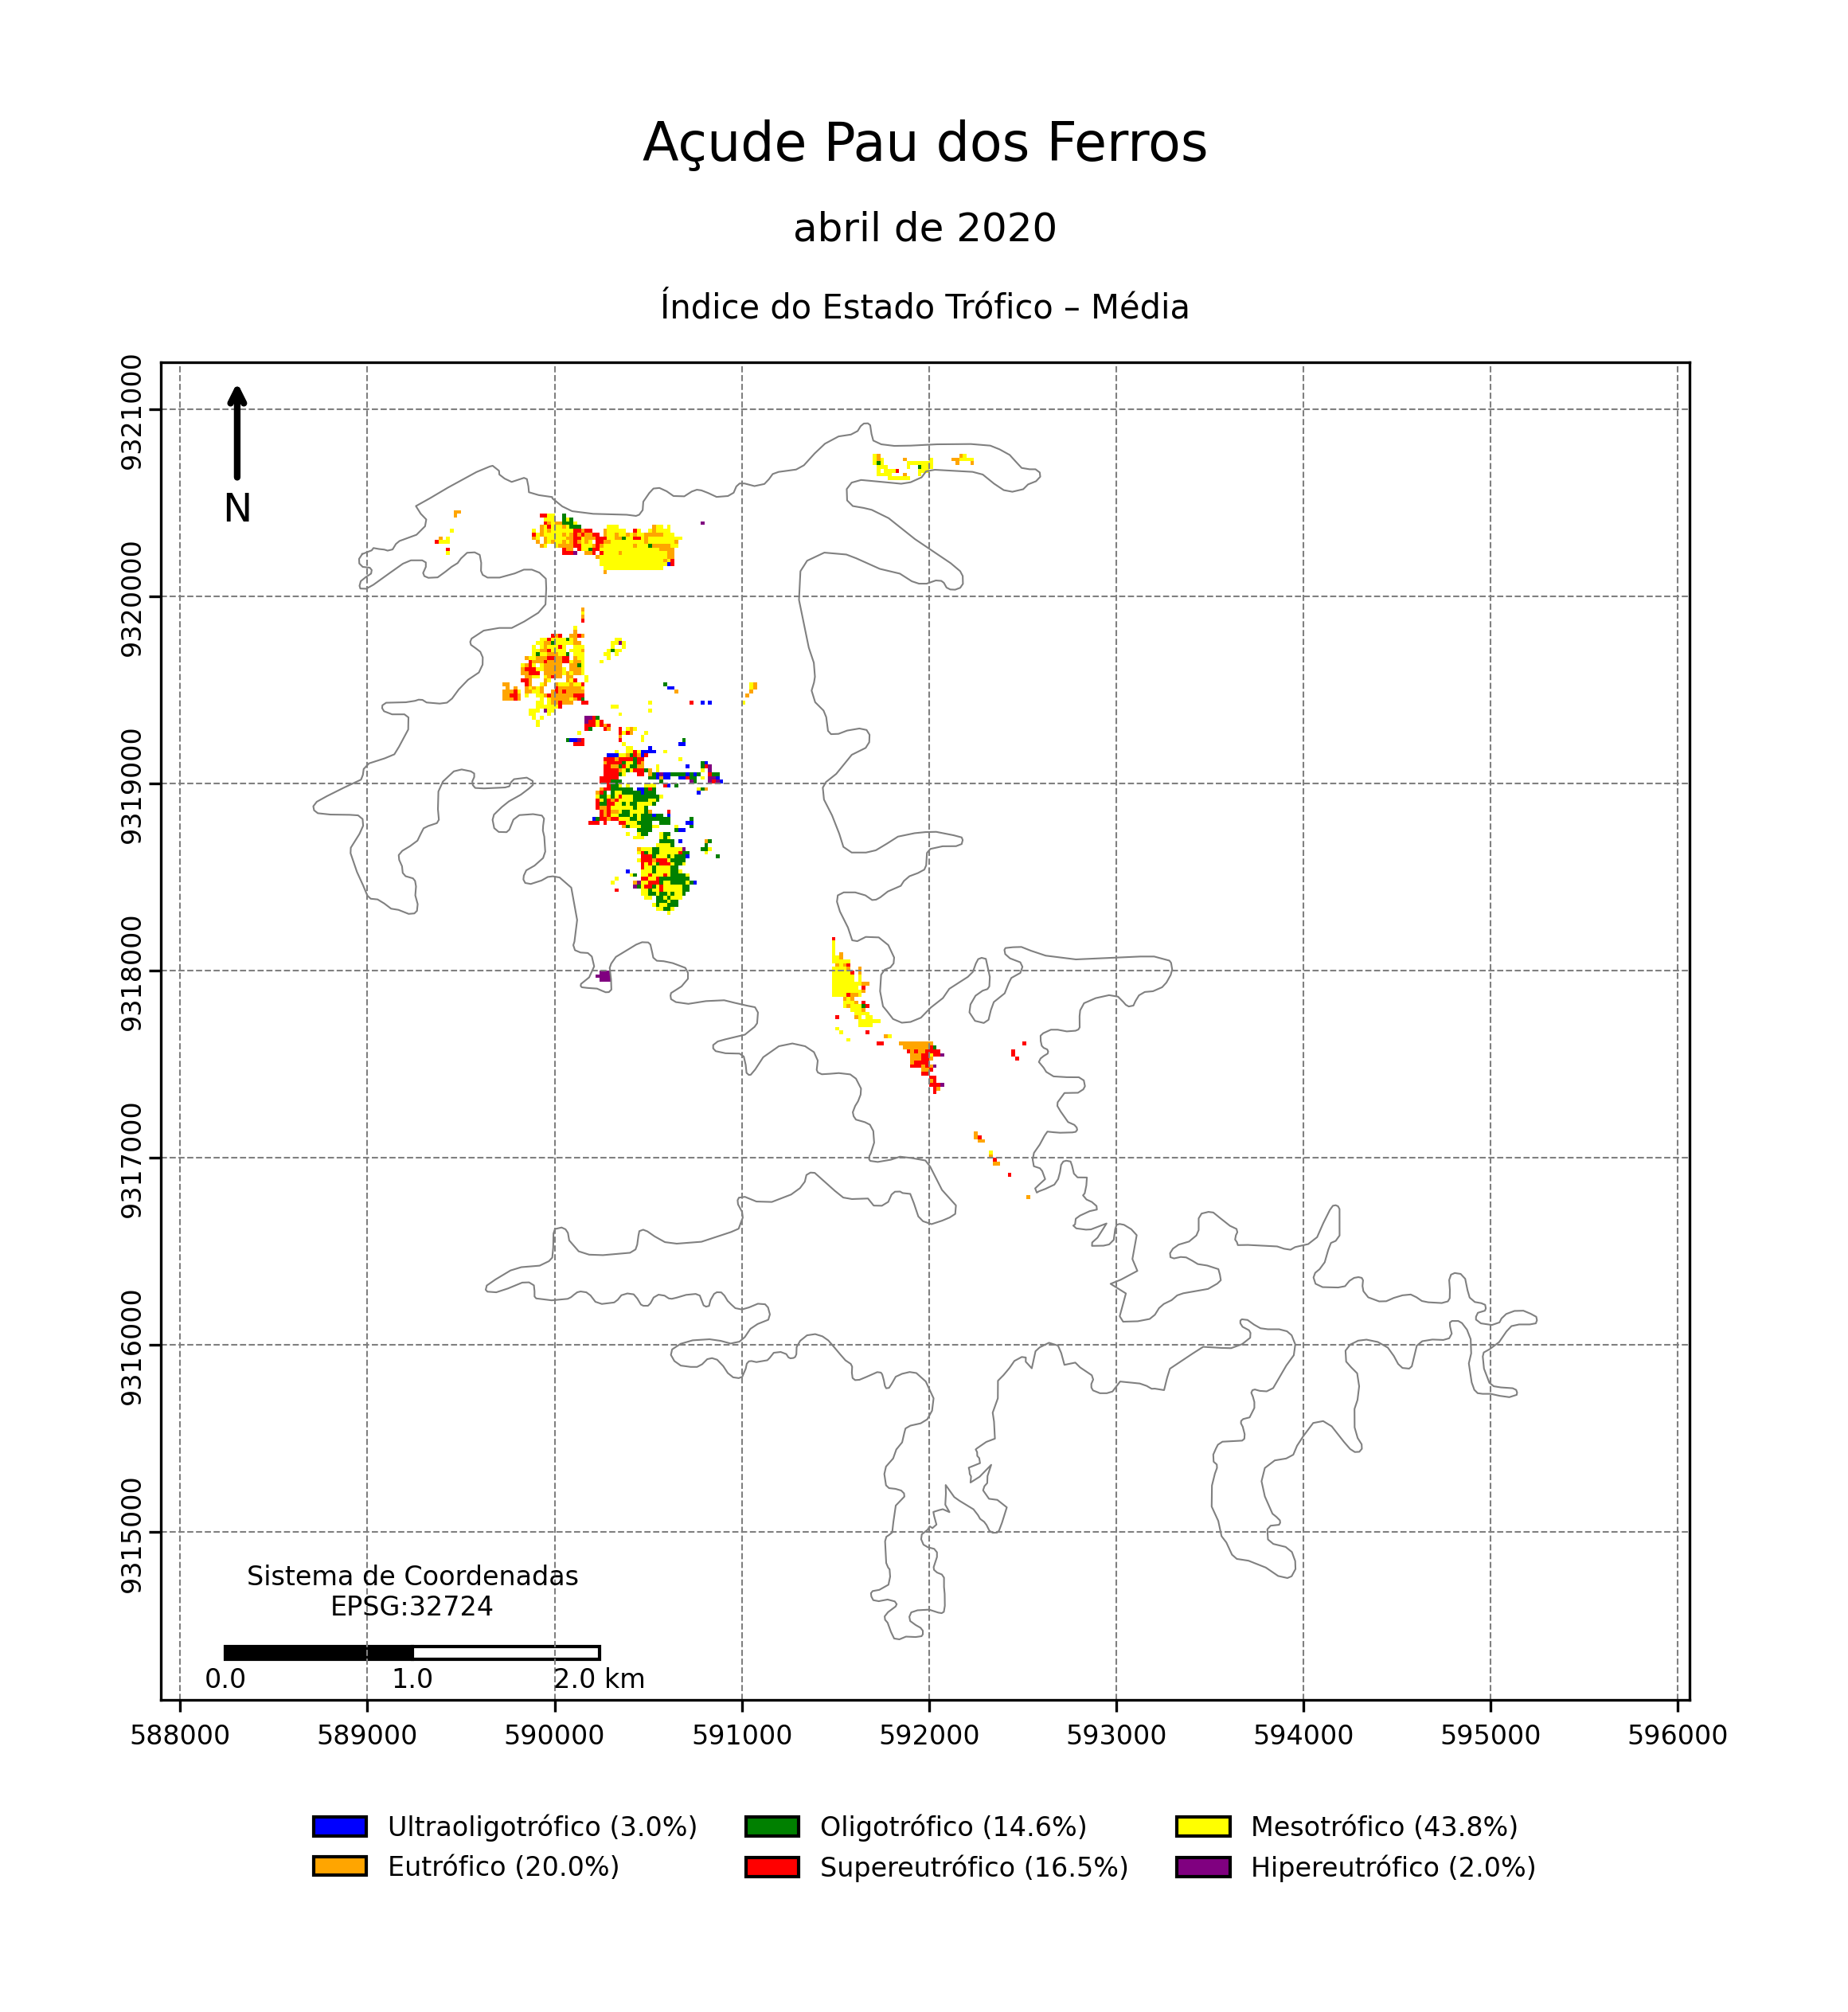 Açude Pau dos Ferros
abril de 2020
Índice do Estado Trófico – Média
9321000
9320000
9319000
9318000
9317000
9316000
9315000
N
Sistema de Coordenadas
EPSG:32724
0.0 1.0 2.0 km
588000 589000 590000 591000 592000 593000 594000 595000 596000
Ultraoligotrófico (3.0%) Oligotrófico (14.6%) Mesotrófico (43.8%)
Eutrófico (20.0%) Supereutrófico (16.5%) Hipereutrófico (2.0%)